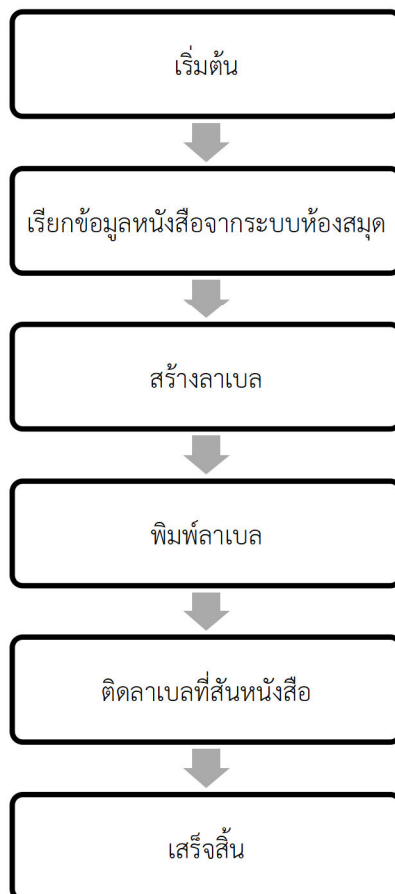 เริ่มต้น
เรียกข้อมูลหนังสือจากระบบห้องสมุด
สร้างลาเบล
พิมพ์ลาเบล
ติดลาเบลที่สันหนังสือ
เสร็จสิ้น